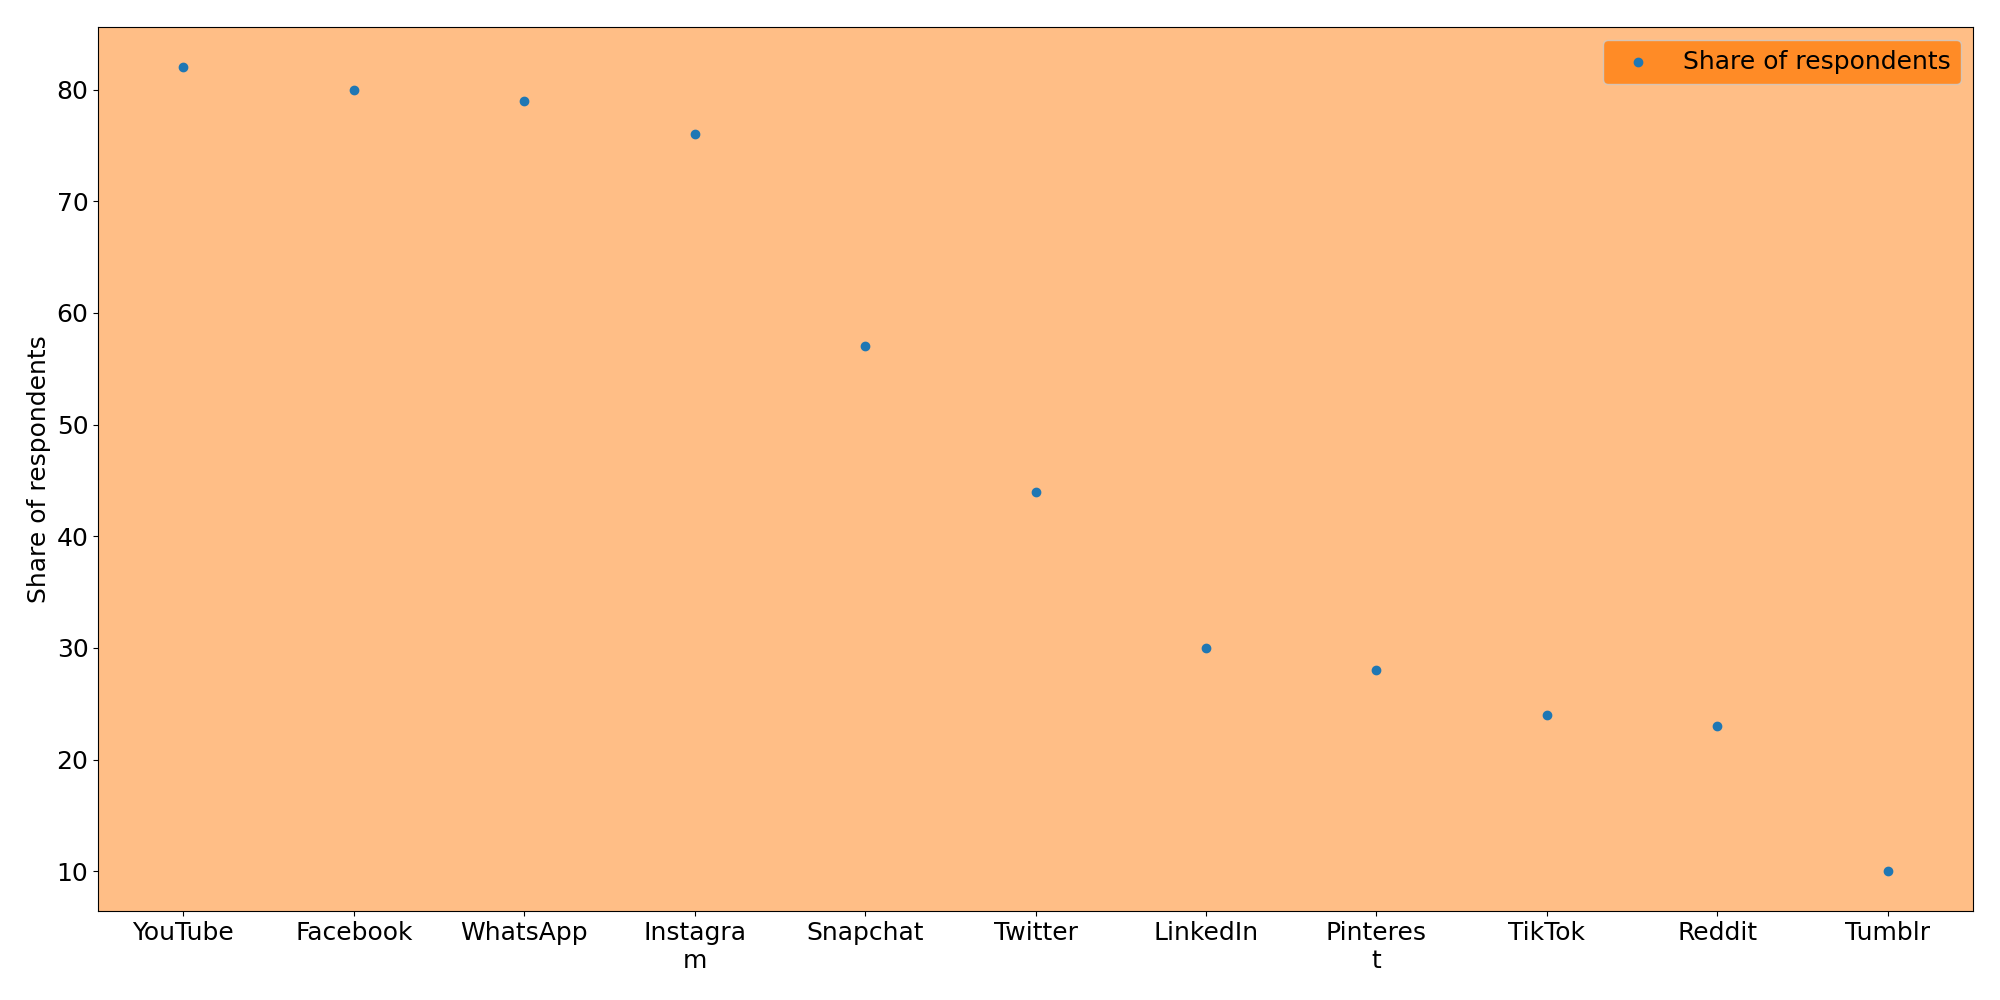 Share of respondents
80
70
60
50
40
30
20
10
Share of respondents
YouTube Facebook WhatsApp Instagra Snapchat Twitter LinkedIn Pinteres TikTok Reddit Tumblr
m t